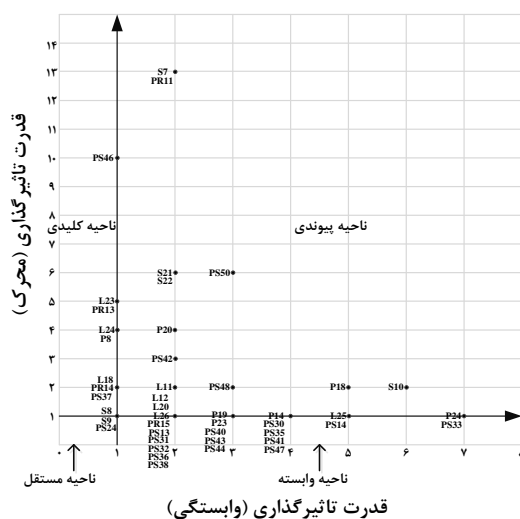 ۱۴
S7
۱۳
PR11
۱۲
۱۱
PS46
۱۰
۹
۸
ناحیه کلیدی
ناحیه پیوندی
۷
S21
۶
PS50
S22
L23
۵
PR13
L24
۴
P20
P8
PS42
۳
L18
PR14
PS37
۲
L11
PS48
P18
S10
L12
L20
S8
S9
PS24
۱
L26
PR15
PS13
PS31
PS32
PS36
PS38
P19
P23
PS40
PS43
PS44
P14
PS30
PS35
PS41
PS47
L25
PS14
P24
PS33
۰ ۱ ۲ ۳ ۴ ۵ ۶ ۷ ۸
ناحیه مستقل
ناحیه وابسته
قدرت تاثیرگذاری (محرک)
قدرت تاثیرگذاری (وابستگی)